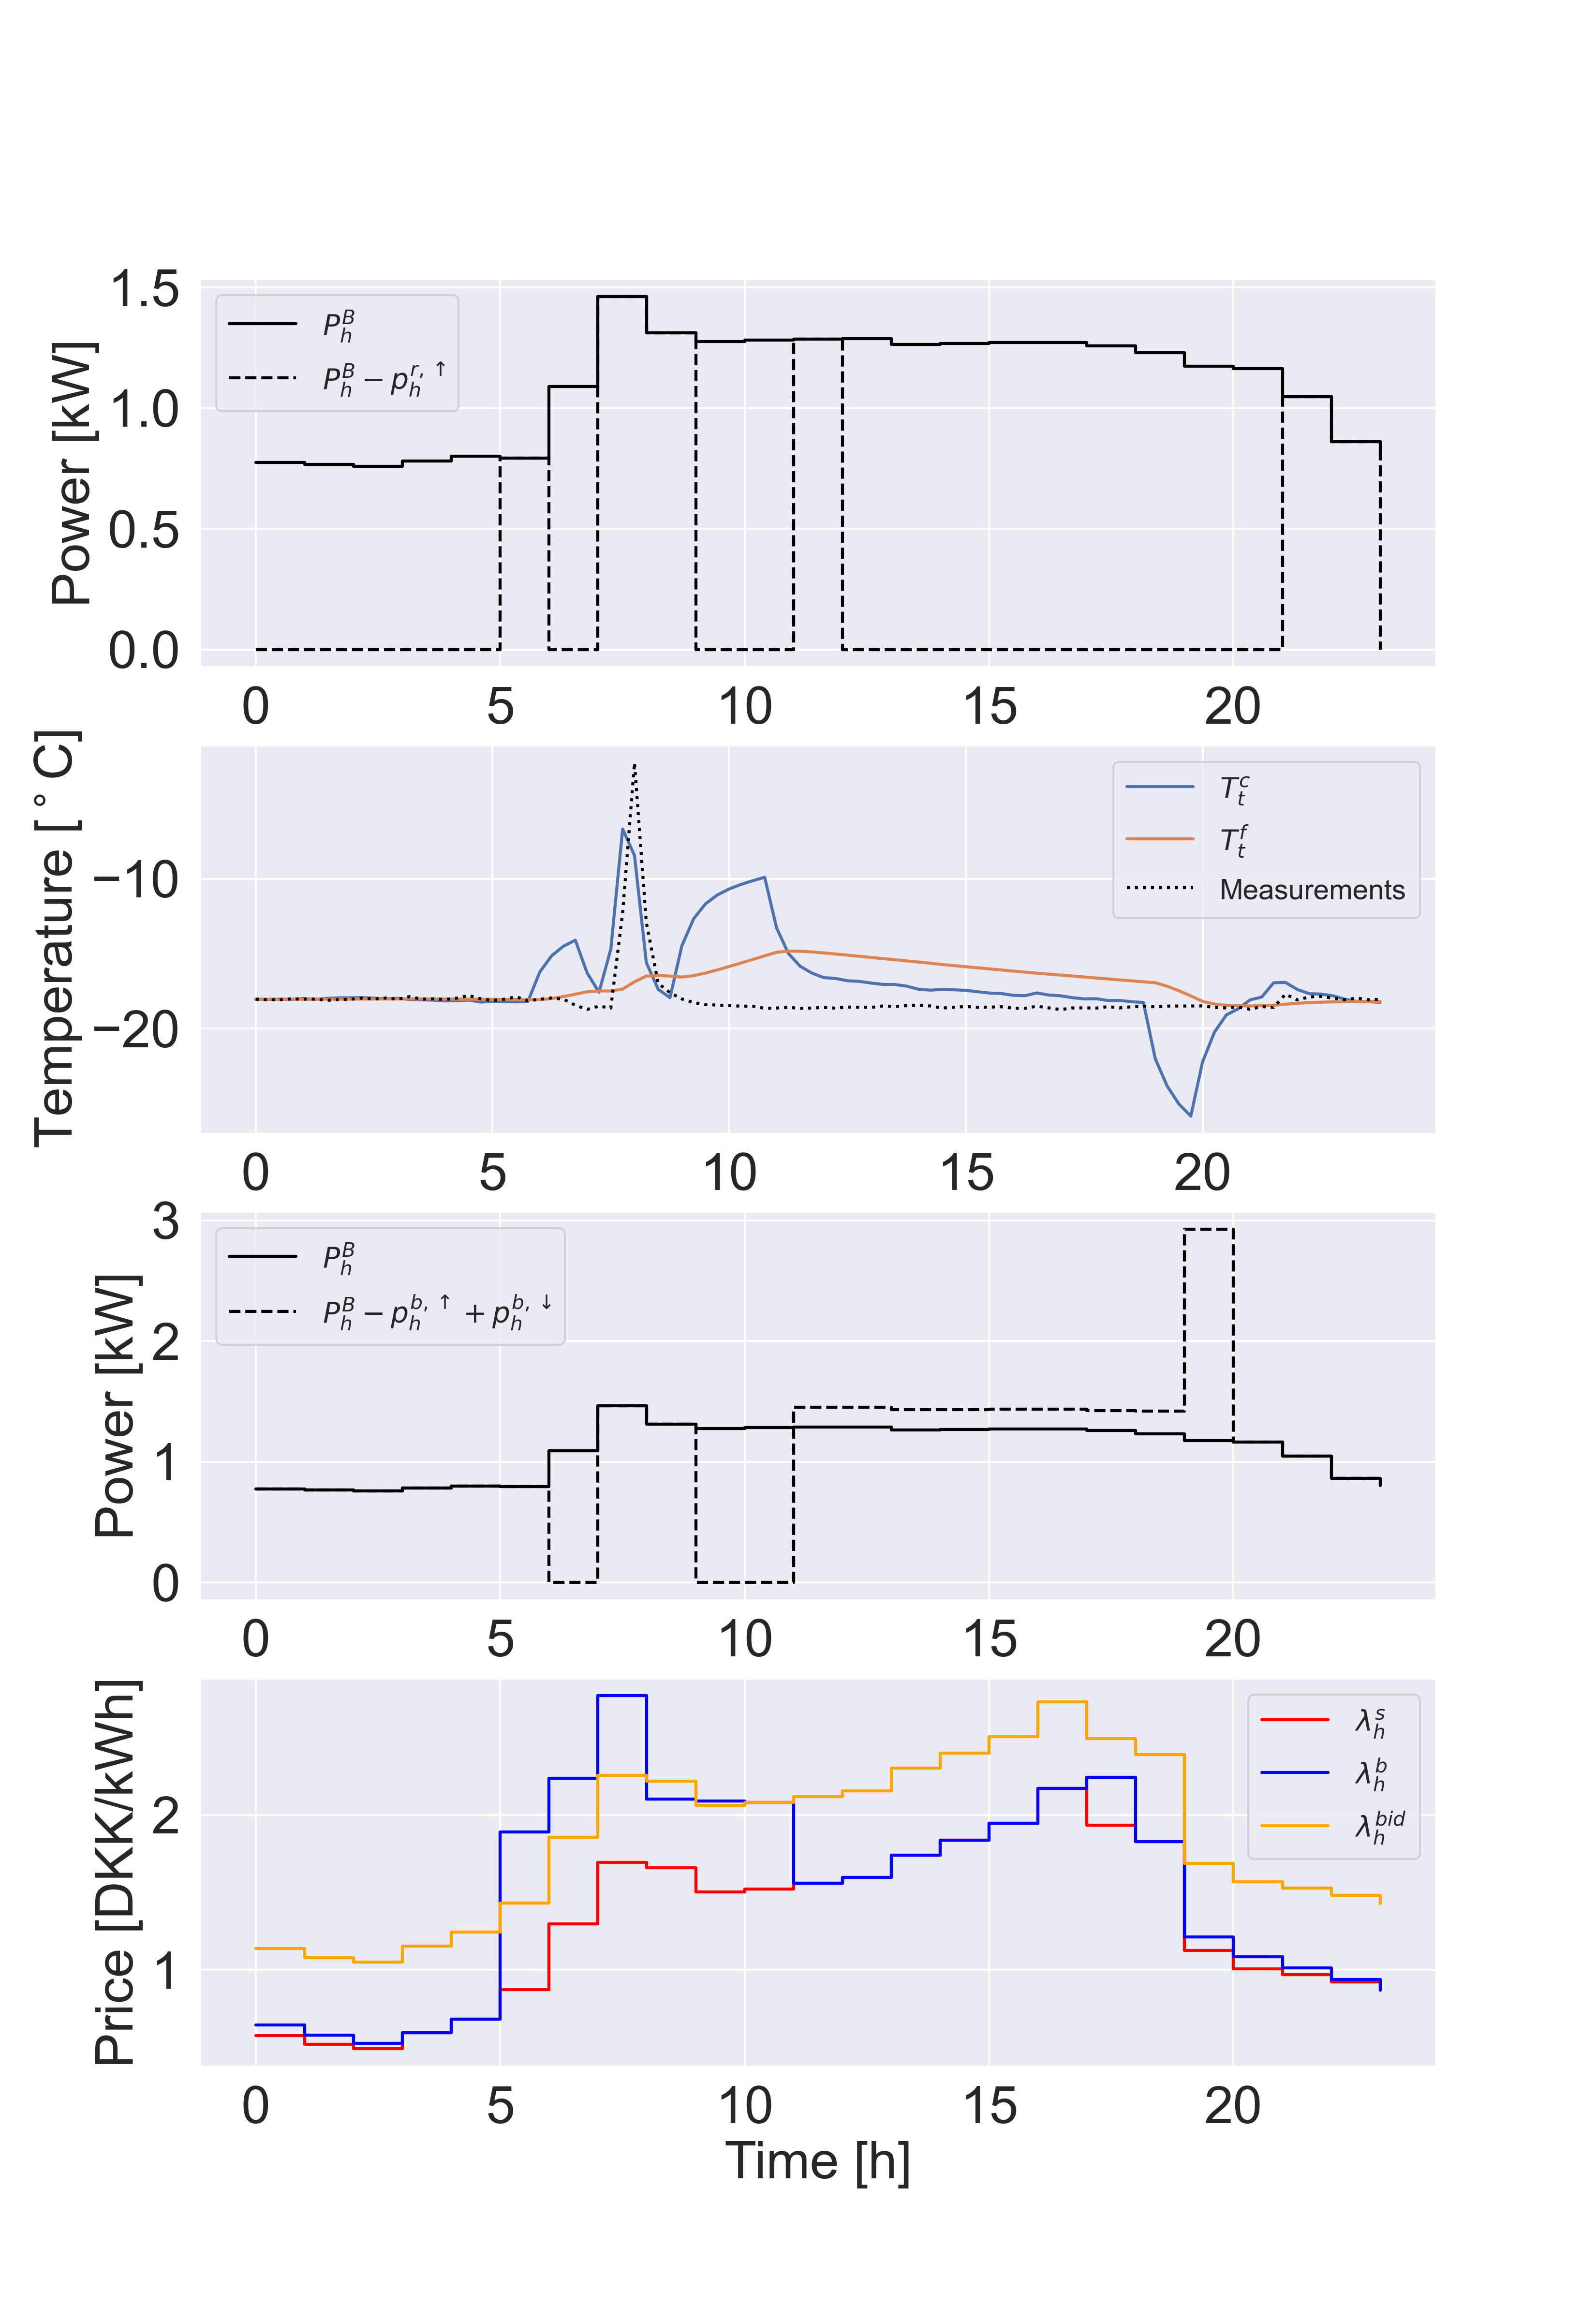 Power [kW]
1.5
1.0
0.5
0.0
P_h^B
P_h^B − p_h^{r, ↑}
0 5 10 15 20
Temperature [°C]
−10
−20
T_t^c
T_t^f
Measurements
0 5 10 15 20
Power [kW]
3
2
1
0
P_h^B
P_h^B − p_h^{b, ↑} + p_h^{b, ↓}
0 5 10 15 20
Price [DKK/kWh]
2
1
λ_h^s
λ_h^b
λ_h^{bid}
0 5 10 15 20
Time [h]